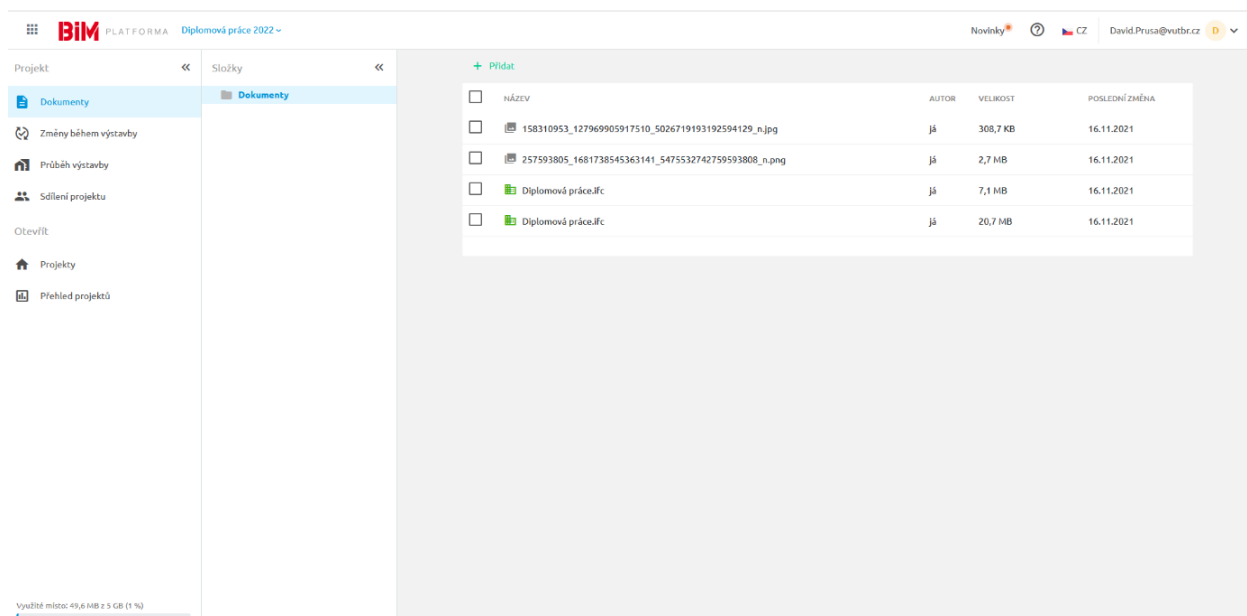 BIM PLATFORMA Diplomová práce 2022 Novinky CZ David.Prusa@vutbr.cz D
Projekt
Dokumenty
Změny během výstavby
Průběh výstavby
Sdílení projektu
Otevřít
Projekty
Přehled projektů
Využité místo: 49,6 MB z 5 GB (1 %)
Složky
Dokumenty
+ Přidat
NÁZEV AUTOR VELIKOST POSLEDNÍ ZMĚNA
158310953_127969905917510_5026719193192594129_n.jpg já 308,7 KB 16.11.2021
257593805_1681738545363141_5475532742759593808_n.png já 2,7 MB 16.11.2021
Diplomová práce.ifc já 7,1 MB 16.11.2021
Diplomová práce.ifc já 20,7 MB 16.11.2021